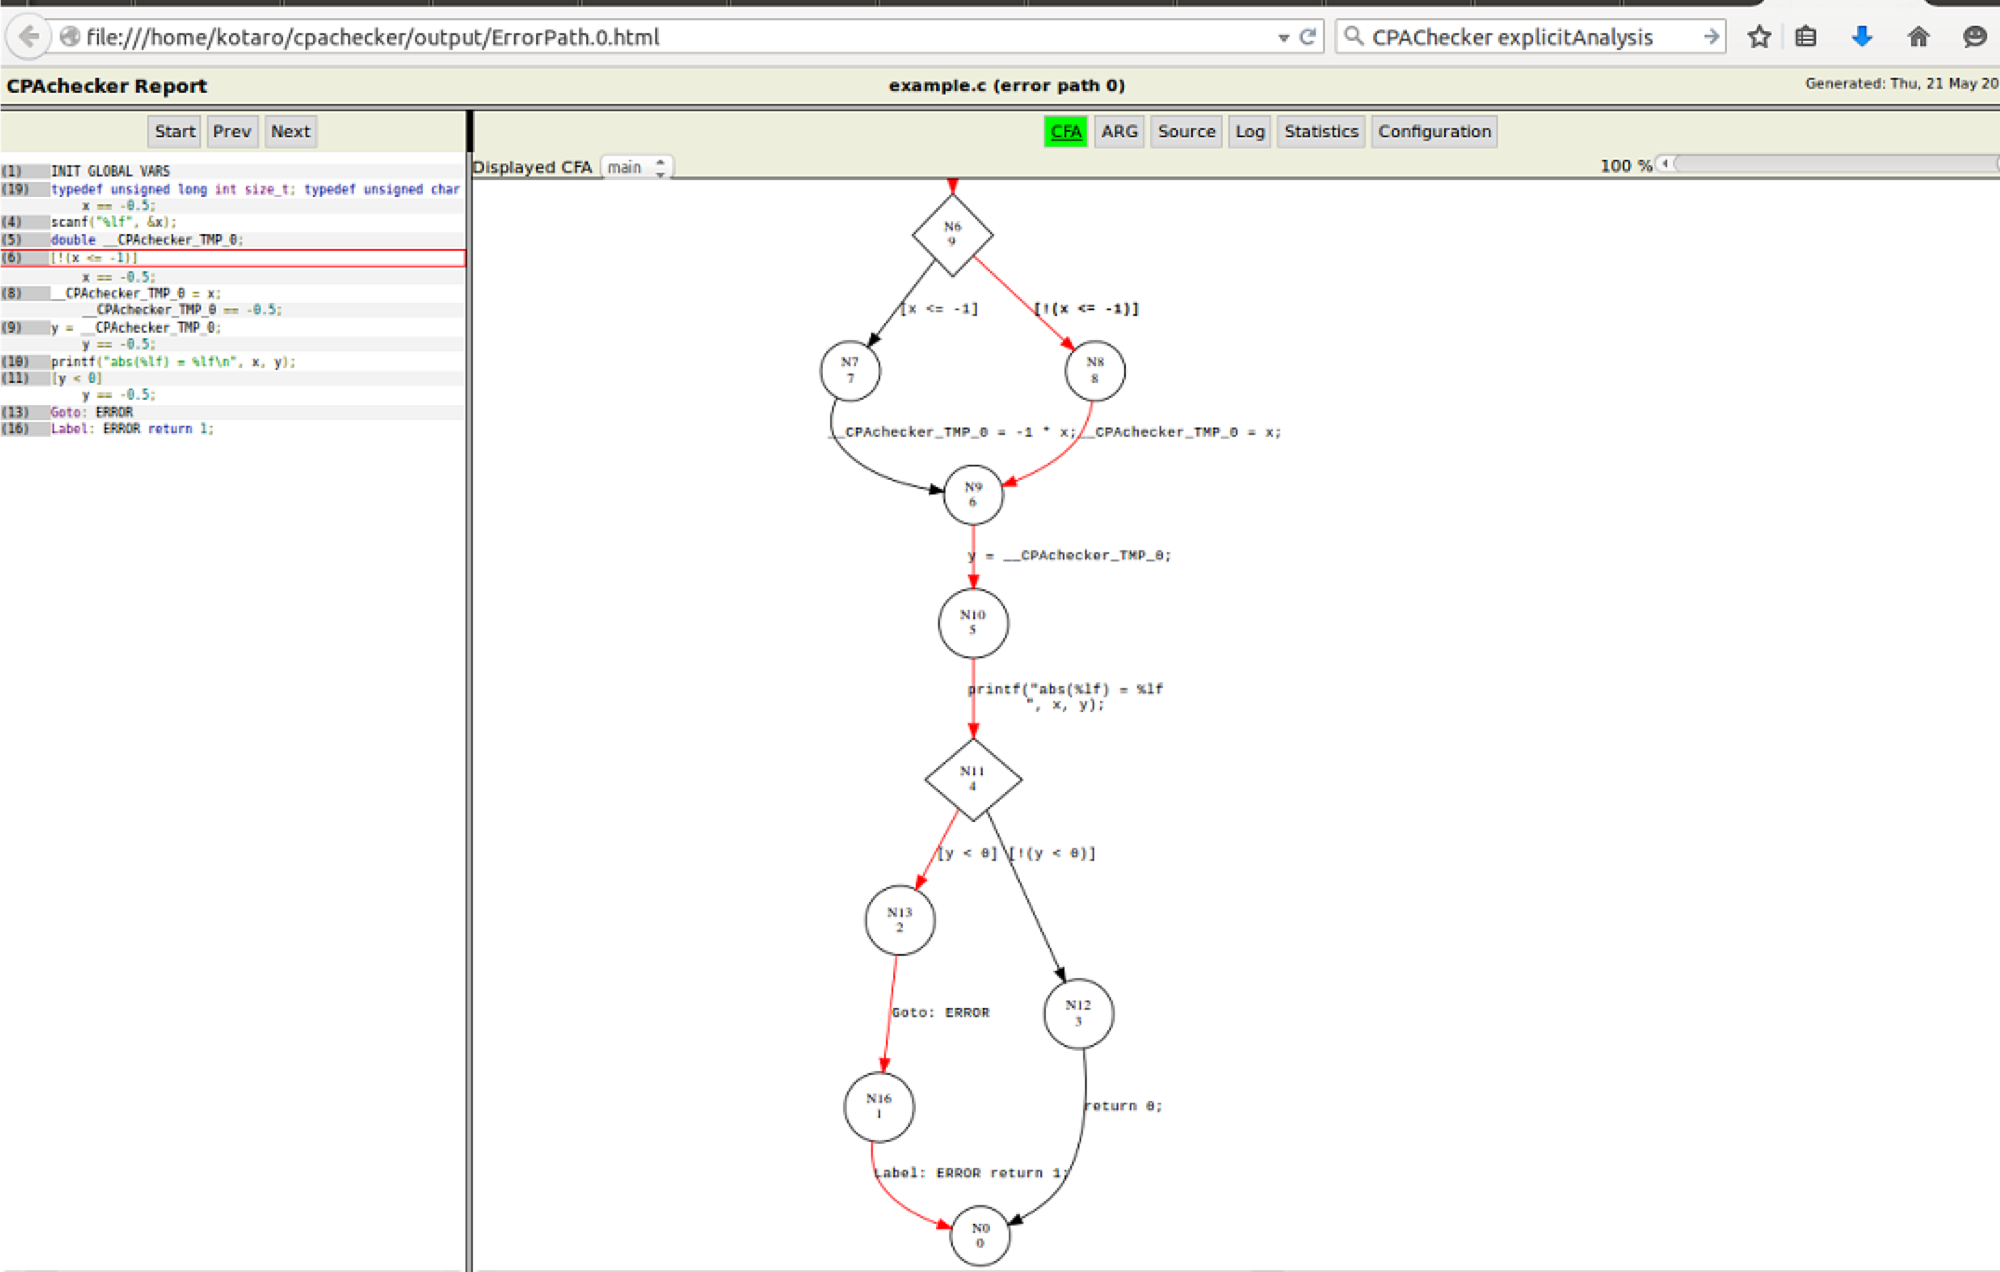 file:///home/kotaro/cpachecker/output/ErrorPath.0.html
CPAChecker explicitAnalysis
CPAchecker Report
example.c (error path 0)
Generated: Thu, 21 May 20
Start Prev Next
CFA ARG Source Log Statistics Configuration
Displayed CFA main
100 %
(1) INIT GLOBAL VARS
(19) typedef unsigned long int size_t; typedef unsigned char
x == -0.5;
(4) scanf("%lf", &x);
(5) double __CPAchecker_TMP_0;
(6) [!(x <= -1)]
x == -0.5;
(8) __CPAchecker_TMP_0 = x;
__CPAchecker_TMP_0 == -0.5;
(9) y = __CPAchecker_TMP_0;
y == -0.5;
(10) printf("abs(%lf) = %lf\n", x, y);
(11) [y < 0]
y == -0.5;
(13) Goto: ERROR
(16) Label: ERROR return 1;
N6
9
[x <= -1]
[!(x <= -1)]
N7
7
N8
8
__CPAchecker_TMP_0 = -1 * x;
__CPAchecker_TMP_0 = x;
N9
6
y = __CPAchecker_TMP_0;
N10
5
printf("abs(%lf) = %lf
", x, y);
N11
4
[y < 0]
[!(y < 0)]
N13
2
N12
3
Goto: ERROR
N16
1
return 0;
Label: ERROR return 1;
N0
0